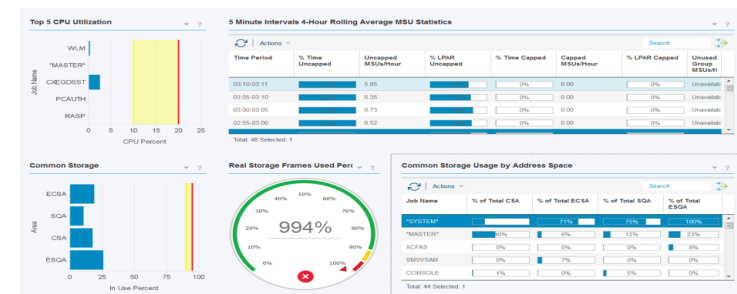 Top 5 CPU Utilization
?
WLM
*MASTER*
CXEGDSST
PCAUTH
RASP
Job Name
0 5 10 15 20 25
CPU Percent
5 Minute Intervals 4-Hour Rolling Average MSU Statistics
?
Actions
Search
Time Period % Time Uncapped Uncapped MSUs/Hour % LPAR Uncapped % Time Capped Capped MSUs/Hour % LPAR Capped Unused Group MSUs/H
03:10-03:11 5.95 0% 0.00 0% Unavailab
03:05-03:10 6.35 0% 0.00 0% Unavailab
03:00-03:05 6.73 0% 0.00 0% Unavailab
02:55-03:00 6.52 0% 0.00 0% Unavailab
Total: 48 Selected: 1
Common Storage
?
ECSA
SQA
CSA
ESQA
Area
0 25 50 75 100
In Use Percent
Real Storage Frames Used Perc
?
0%
10%
20%
30%
40%
50%
60%
70%
80%
90%
100%
994%
Common Storage Usage by Address Space
?
Actions
Search
Job Name % of Total CSA % of Total ECSA % of Total SQA % of Total ESQA
*SYSTEM* 71% 75% 100%
*MASTER* 40% 6% 12% 23%
XCFAS 0% 0% 0% 8%
SMSVSAM 0% 7% 0% 0%
CONSOLE 1% 0% 5% 0%
Total: 44 Selected: 1